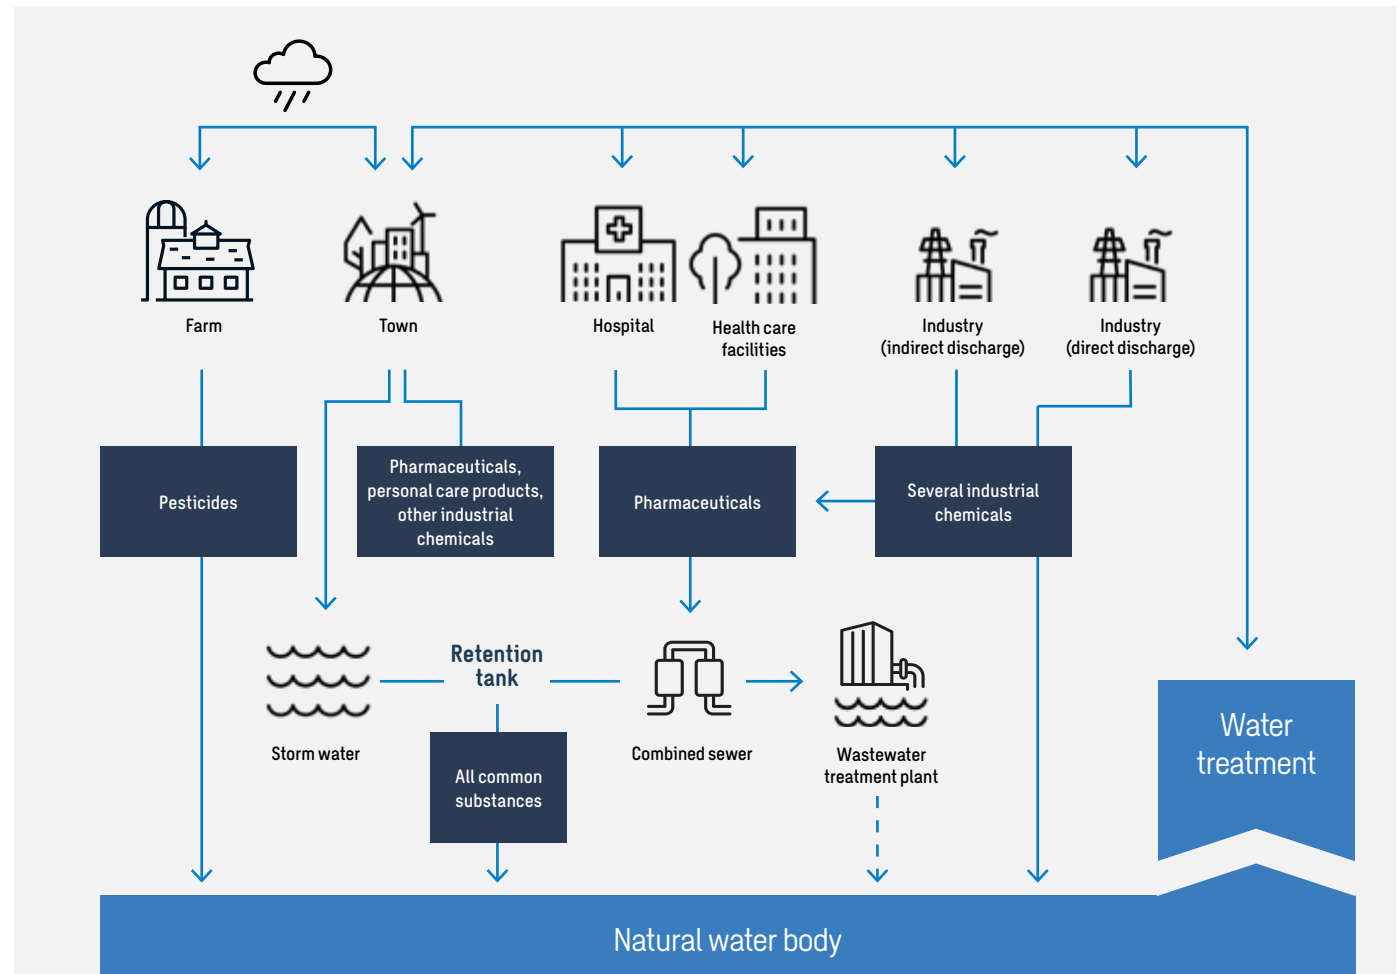 Farm
Town
Hospital
Health care
facilities
Industry
(indirect discharge)
Industry
(direct discharge)
Pesticides
Pharmaceuticals,
personal care products,
other industrial
chemicals
Pharmaceuticals
Several industrial
chemicals
Retention
tank
Storm water
Combined sewer
Wastewater
treatment plant
All common
substances
Water
treatment
Natural water body